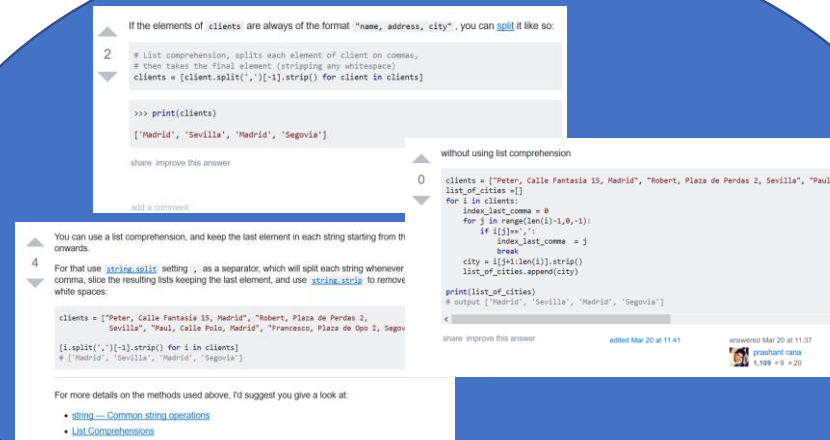 If the elements of clients are always of the format "name, address, city" , you can split it like so:
2
# List comprehension, splits each element of client on commas,
# then takes the final element (stripping any whitespace)
clients = [client.split(',')[-1].strip() for client in clients]
>>> print(clients)
['Madrid', 'Sevilla', 'Madrid', 'Segovia']
share improve this answer
add a comment
without using list comprehension
0
clients = ["Peter, Calle Fantasia 15, Madrid", "Robert, Plaza de Perdas 2, Sevilla", "Paul
list_of_cities =[]
for i in clients:
    index_last_comma = 0
    for j in range(len(i)-1,0,-1):
        if i[j]==',':
            index_last_comma = j
            break
    city = i[j+1:len(i)].strip()
    list_of_cities.append(city)
print(list_of_cities)
# output ['Madrid', 'Sevilla', 'Madrid', 'Segovia']
share improve this answer
edited Mar 20 at 11:41
answered Mar 20 at 11:37
prashant rana
1,169 ●9 ●20
You can use a list comprehension, and keep the last element in each string starting from th
onwards.
4
For that use string.split setting , as a separator, which will split each string whenever
comma, slice the resulting lists keeping the last element, and use string.strip to remove
white spaces:
clients = ["Peter, Calle Fantasia 15, Madrid", "Robert, Plaza de Perdas 2,
Sevilla", "Paul, Calle Polo, Madrid", "Francesco, Plaza de Opo I, Segov
[i.split(',')[-1].strip() for i in clients]
# ['Madrid', 'Sevilla', 'Madrid', 'Segovia']
For more details on the methods used above, I'd suggest you give a look at:
• string — Common string operations
• List Comprehensions